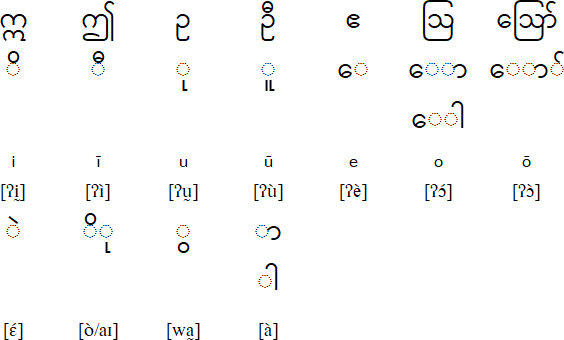 ဣ ဤ ဥ ဦ ဧ ဩ ဪ
◌ိ ◌ီ ◌ု ◌ူ ◌ေ ◌ော ◌ော်
◌ေါ
i ī u ū e o ō
[ʔḭ] [ʔì] [ʔṵ] [ʔù] [ʔè] [ʔɔ́] [ʔɔ̀]
◌ဲ ◌ို ◌ွ ◌ာ
◌ါ
[ɛ́] [ò/aɪ] [wa̰] [à]